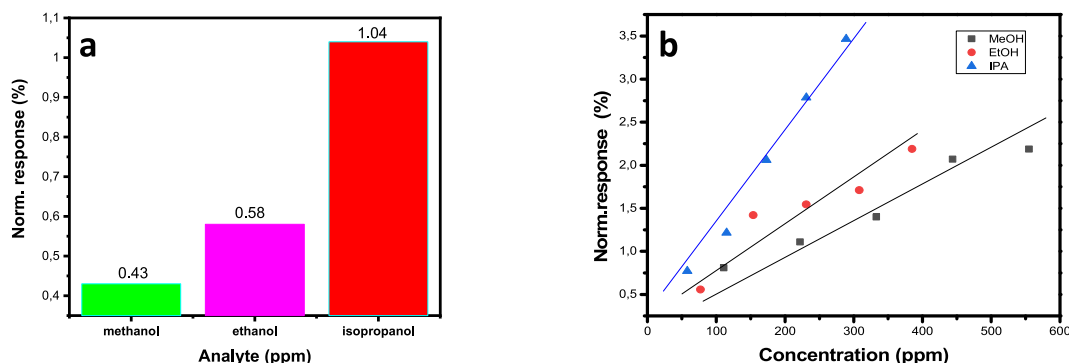 a
1,1
1
0,9
0,8
0,7
0,6
0,5
0,4
Norm. response (%)
0.43
0.58
1.04
methanol ethanol isopropanol
Analyte (ppm)
b
MeOH
EtOH
IPA
3,5
3,0
2,5
2,0
1,5
1,0
0,5
Norm.response (%)
0 100 200 300 400 500 600
Concentration (ppm)